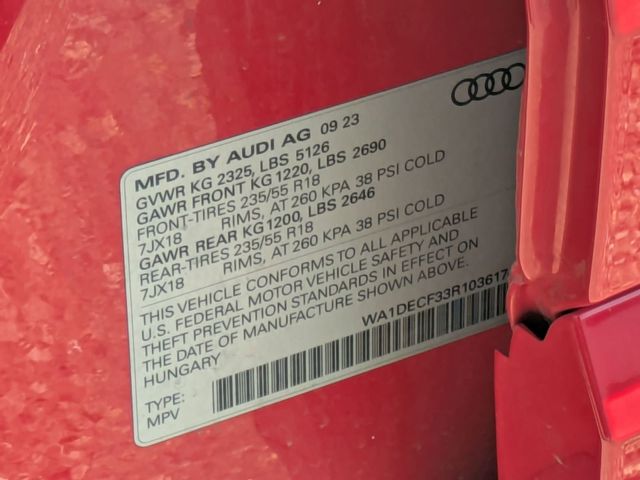 MFD. BY AUDI AG 09 23
GVWR KG 2325, LBS 5126
GAWR FRONT KG 1220, LBS 2690
FRONT-TIRES 235/55 R18
7JX18 RIMS, AT 260 KPA 38 PSI COLD
GAWR REAR KG 1200, LBS 2646
REAR-TIRES 235/55 R18
7JX18 RIMS, AT 260 KPA 38 PSI COLD
THIS VEHICLE CONFORMS TO ALL APPLICABLE
U.S. FEDERAL MOTOR VEHICLE SAFETY AND
THEFT PREVENTION STANDARDS IN EFFECT ON
THE DATE OF MANUFACTURE SHOWN ABOVE.
HUNGARY WA1DECF33R103617
TYPE:
MPV